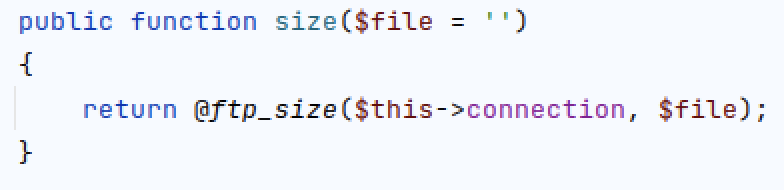 public function size($file = '')
{
    return @ftp_size($this->connection, $file);
}